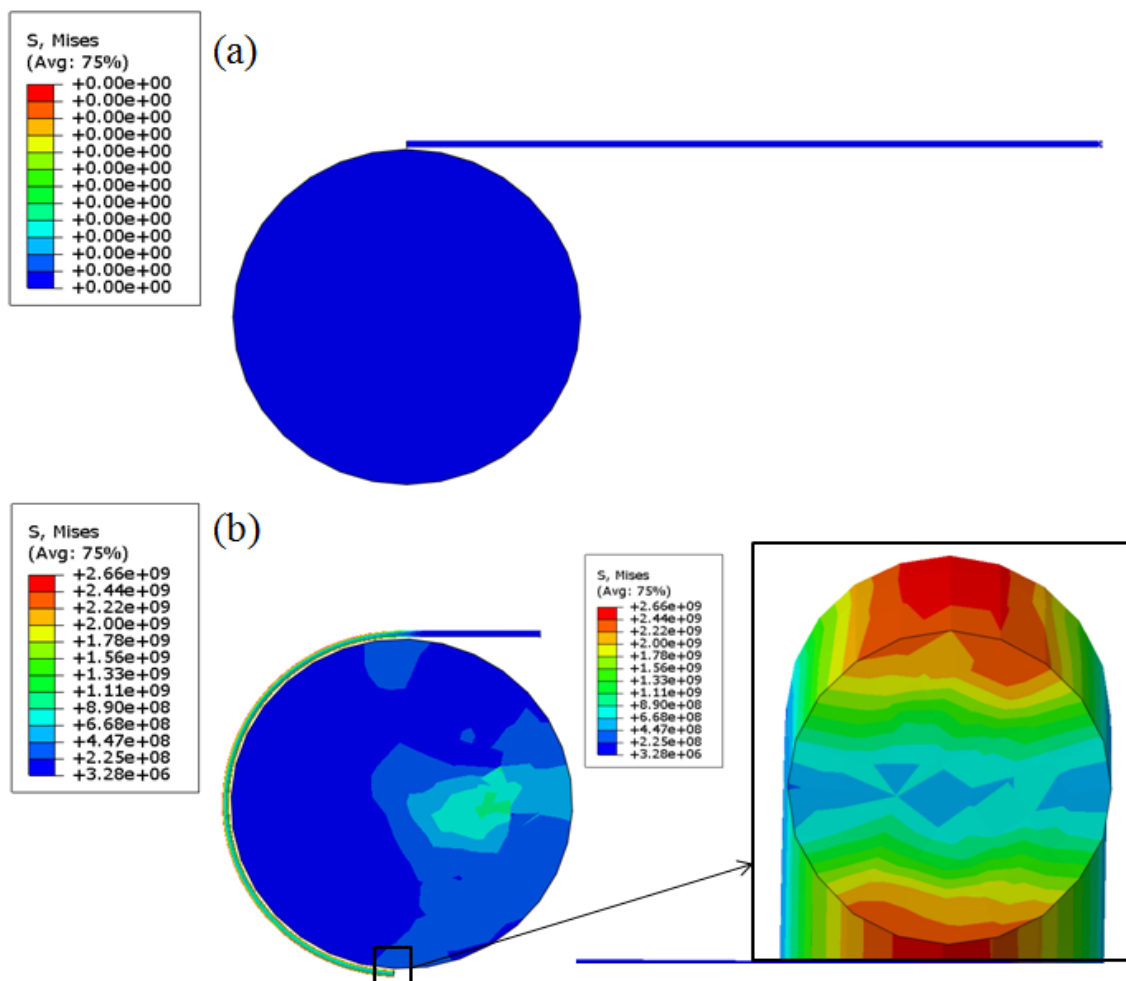 S, Mises
(Avg: 75%)
+0.00e+00
+0.00e+00
+0.00e+00
+0.00e+00
+0.00e+00
+0.00e+00
+0.00e+00
+0.00e+00
+0.00e+00
+0.00e+00
+0.00e+00
+0.00e+00
+0.00e+00
(a)
S, Mises
(Avg: 75%)
+2.66e+09
+2.44e+09
+2.22e+09
+2.00e+09
+1.78e+09
+1.56e+09
+1.33e+09
+1.11e+09
+8.90e+08
+6.68e+08
+4.47e+08
+2.25e+08
+3.28e+06
(b)
S, Mises
(Avg: 75%)
+2.66e+09
+2.44e+09
+2.22e+09
+2.00e+09
+1.78e+09
+1.56e+09
+1.33e+09
+1.11e+09
+8.90e+08
+6.68e+08
+4.47e+08
+2.25e+08
+3.28e+06